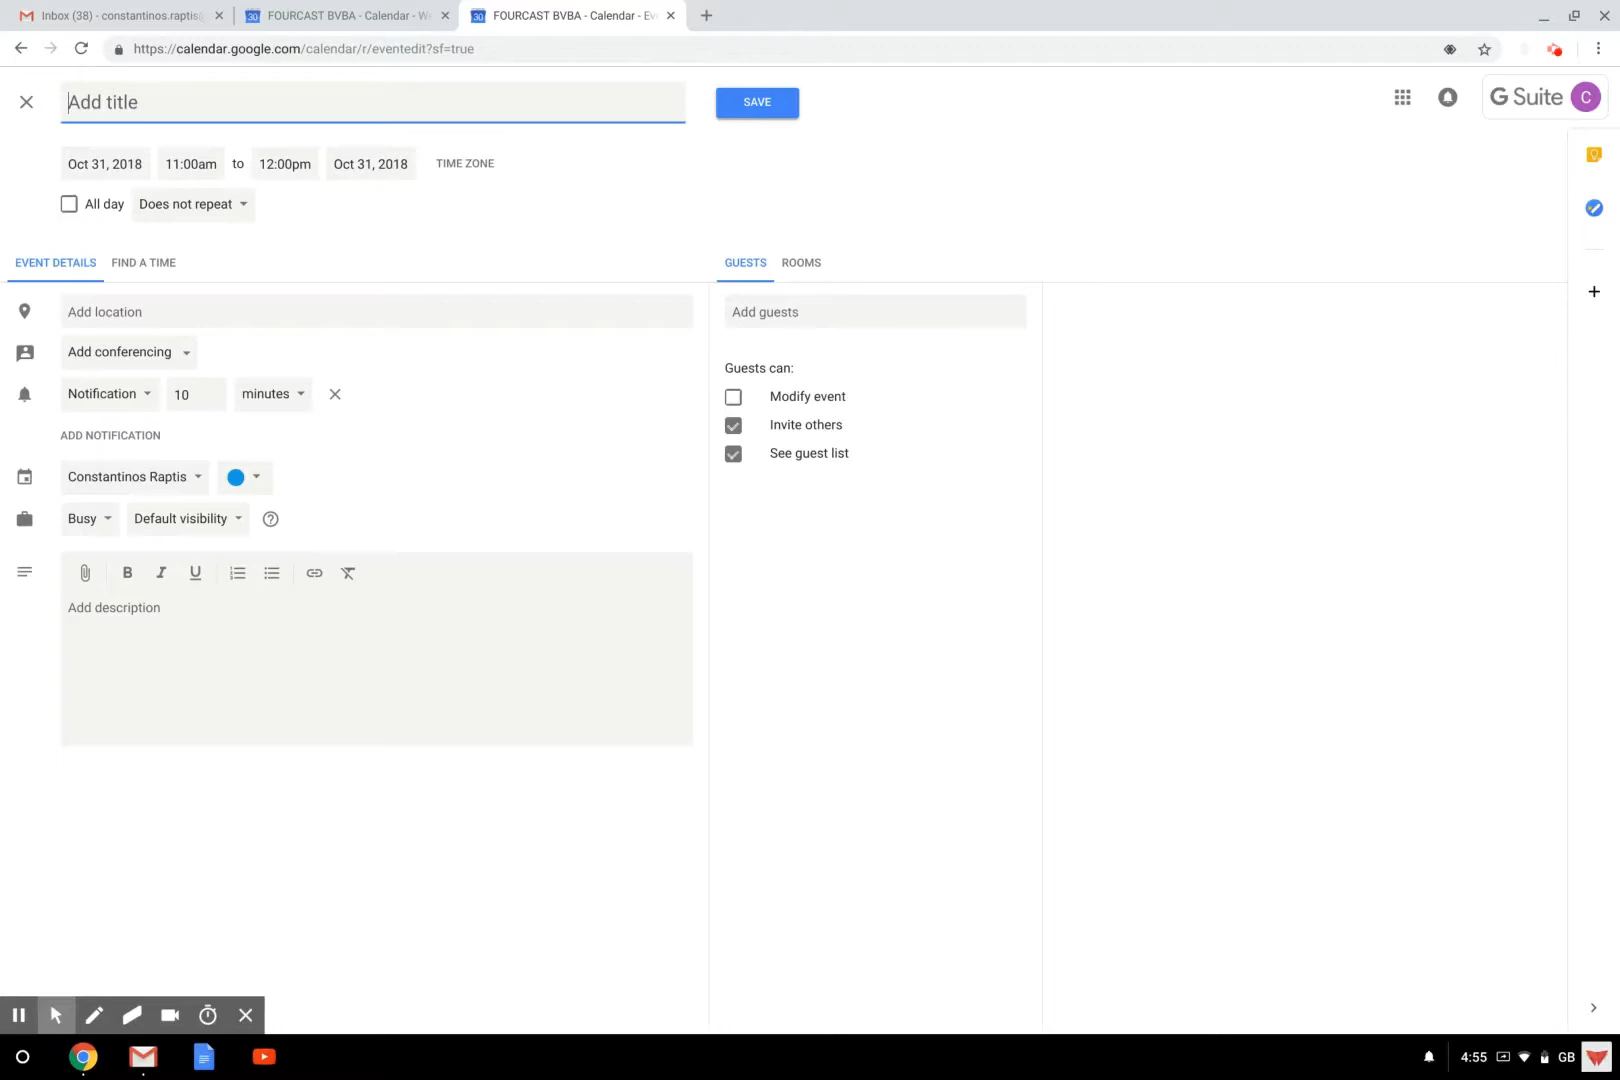 Inbox (38) - constantinos.raptis@
FOURCAST BVBA - Calendar - We
FOURCAST BVBA - Calendar - Eve
https://calendar.google.com/calendar/r/eventedit?sf=true
Add title
SAVE
G Suite
C
Oct 31, 2018 11:00am to 12:00pm Oct 31, 2018 TIME ZONE
All day Does not repeat
EVENT DETAILS FIND A TIME
GUESTS ROOMS
Add location
Add guests
Add conferencing
Guests can:
Notification 10 minutes
Modify event
ADD NOTIFICATION
Invite others
See guest list
Constantinos Raptis
Busy Default visibility
B I U
Add description
4:55 GB